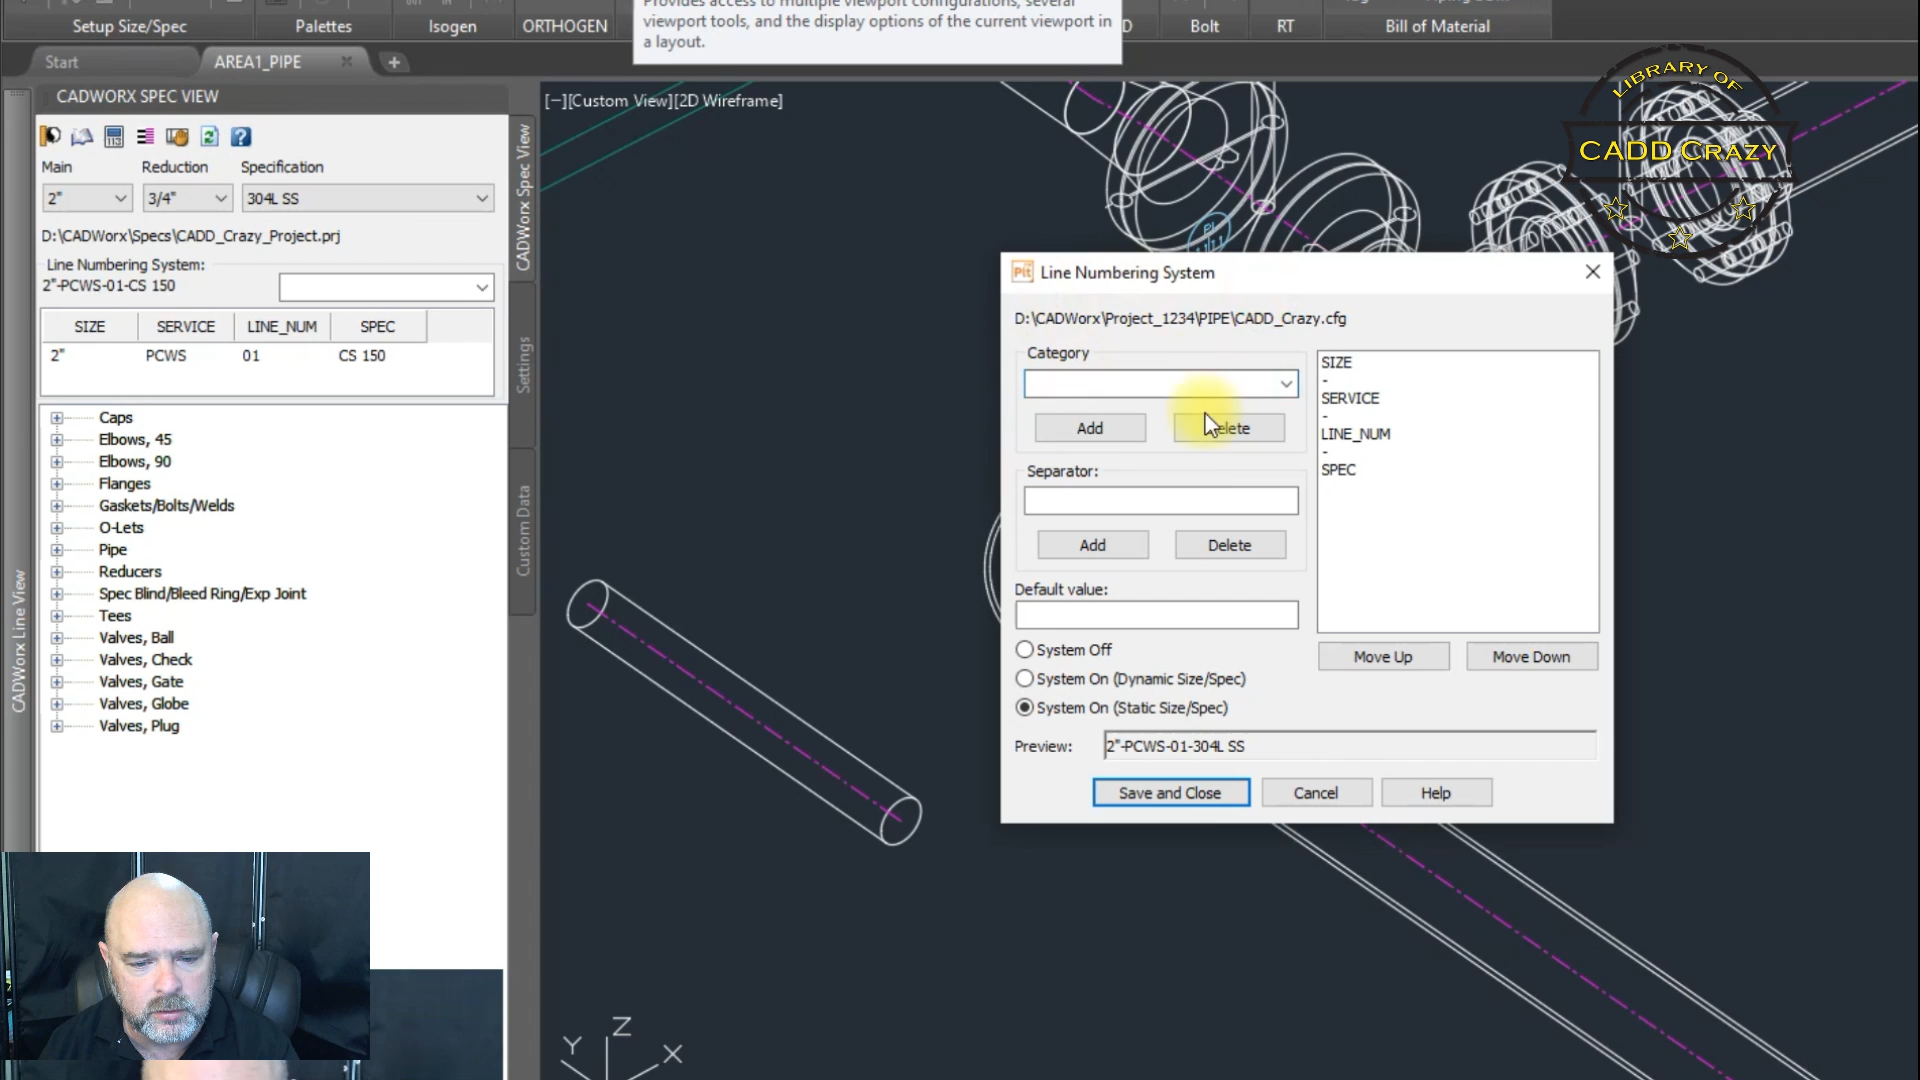 Provides access to multiple viewport configurations, several
viewport tools, and the display options of the current viewport in
a layout.
Setup Size/Spec
Palettes
Isogen
ORTHOGEN
D
Bolt
RT
Bill of Material
Start
AREA1_PIPE
CADWORX SPEC VIEW
[−][Custom View][2D Wireframe]
LIBRARY OF
CADD CRAZY
Main
Reduction
Specification
2"
3/4"
304L SS
D:\CADWorx\Specs\CADD_Crazy_Project.prj
Line Numbering System:
2"-PCWS-01-CS 150
SIZE
SERVICE
LINE_NUM
SPEC
2"
PCWS
01
CS 150
Caps
Elbows, 45
Elbows, 90
Flanges
Gaskets/Bolts/Welds
O-Lets
Pipe
Reducers
Spec Blind/Bleed Ring/Exp Joint
Tees
Valves, Ball
Valves, Check
Valves, Gate
Valves, Globe
Valves, Plug
CADWorx Line View
CADWorx Spec View
Settings
Custom Data
Plt
Line Numbering System
D:\CADWorx\Project_1234\PIPE\CADD_Crazy.cfg
Category
Add
Delete
Separator:
Add
Delete
Default value:
System Off
System On (Dynamic Size/Spec)
System On (Static Size/Spec)
SIZE
-
SERVICE
-
LINE_NUM
-
SPEC
Move Up
Move Down
Preview:
2"-PCWS-01-304L SS
Save and Close
Cancel
Help
Z
Y
X